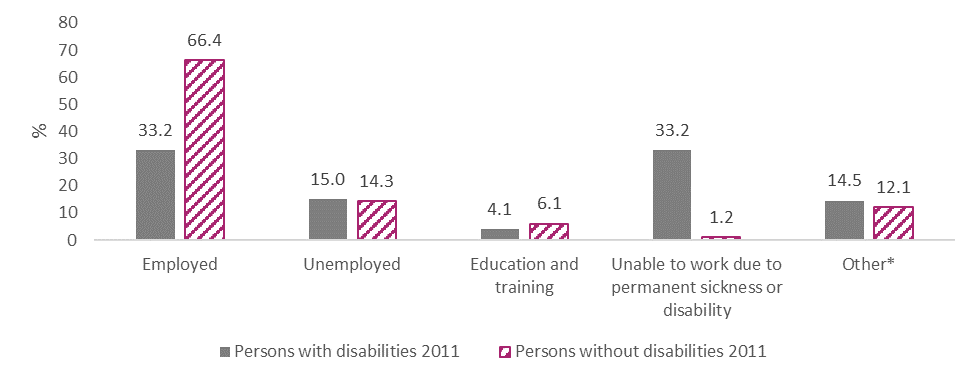 80
70
60
50
40
30
20
10
0
%
33.2
66.4
15.0
14.3
4.1
6.1
33.2
1.2
14.5
12.1
Employed
Unemployed
Education and
training
Unable to work due to
permanent sickness or
disability
Other*
Persons with disabilities 2011
Persons without disabilities 2011